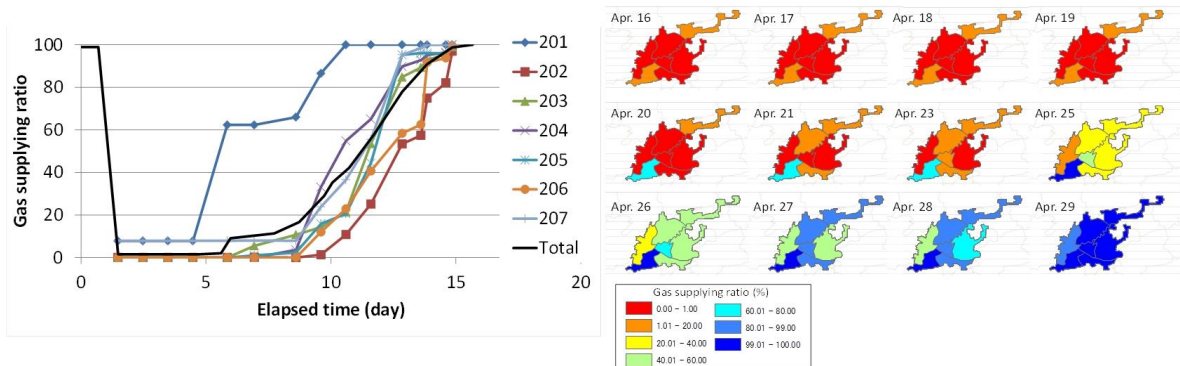 Gas supplying ratio
100
80
60
40
20
0
0
5
10
15
20
Elapsed time (day)
201
202
203
204
205
206
207
Total
Apr. 16
Apr. 17
Apr. 18
Apr. 19
Apr. 20
Apr. 21
Apr. 23
Apr. 25
Apr. 26
Apr. 27
Apr. 28
Apr. 29
Gas supplying ratio (%)
0.00 – 1.00
1.01 – 20.00
20.01 – 40.00
40.01 – 60.00
60.01 – 80.00
80.01 – 99.00
99.01 – 100.00